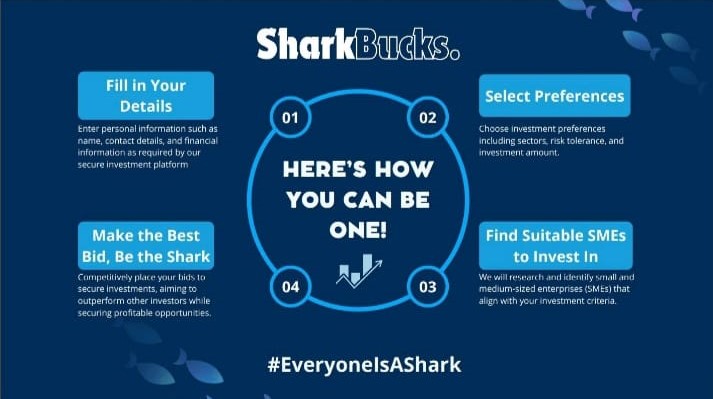 SharkBucks.
Fill in Your
Details
Enter personal information such as
name, contact details, and financial
information as required by our
secure investment platform
01
02
Select Preferences
Choose investment preferences
including sectors, risk tolerance, and
investment amount.
HERE'S HOW
YOU CAN BE
ONE!
Make the Best
Bid, Be the Shark
Competitively place your bids to
secure investments, aiming to
outperform other investors while
securing profitable opportunities.
04
03
Find Suitable SMEs
to Invest In
We will research and identify small and
medium-sized enterprises (SMEs) that
align with your investment criteria.
#EveryoneIsAShark